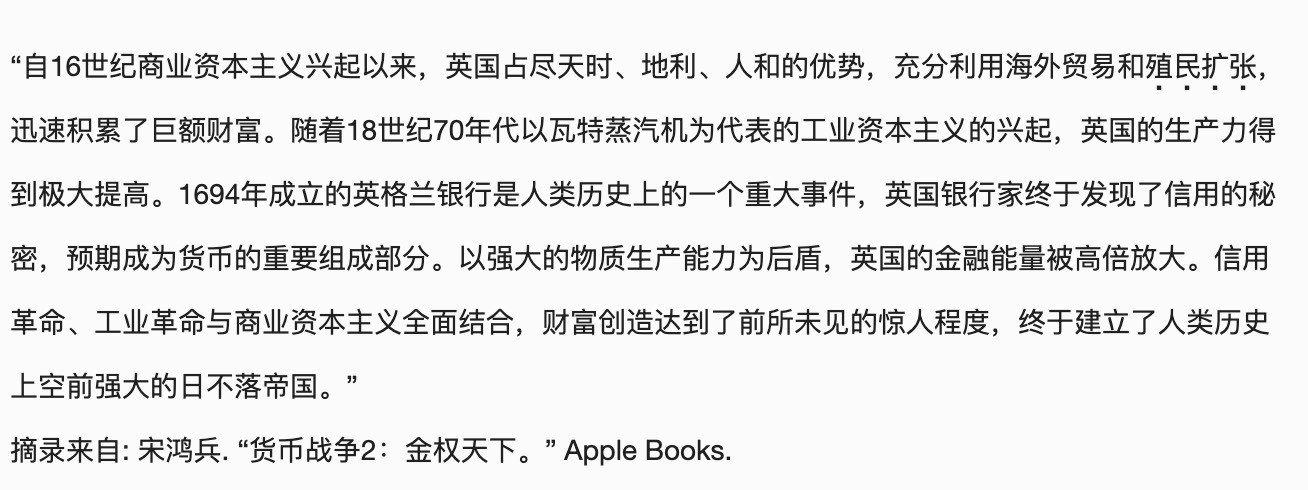 “自16世纪商业资本主义兴起以来，英国占尽天时、地利、人和的优势，充分利用海外贸易和殖民扩张，
迅速积累了巨额财富。随着18世纪70年代以瓦特蒸汽机为代表的工业资本主义的兴起，英国的生产力得
到极大提高。1694年成立的英格兰银行是人类历史上的一个重大事件，英国银行家终于发现了信用的秘
密，预期成为货币的重要组成部分。以强大的物质生产能力为后盾，英国的金融能量被高倍放大。信用
革命、工业革命与商业资本主义全面结合，财富创造达到了前所未见的惊人程度，终于建立了人类历史
上空前强大的日不落帝国。”
摘录来自: 宋鸿兵. “货币战争2：金权天下。” Apple Books.